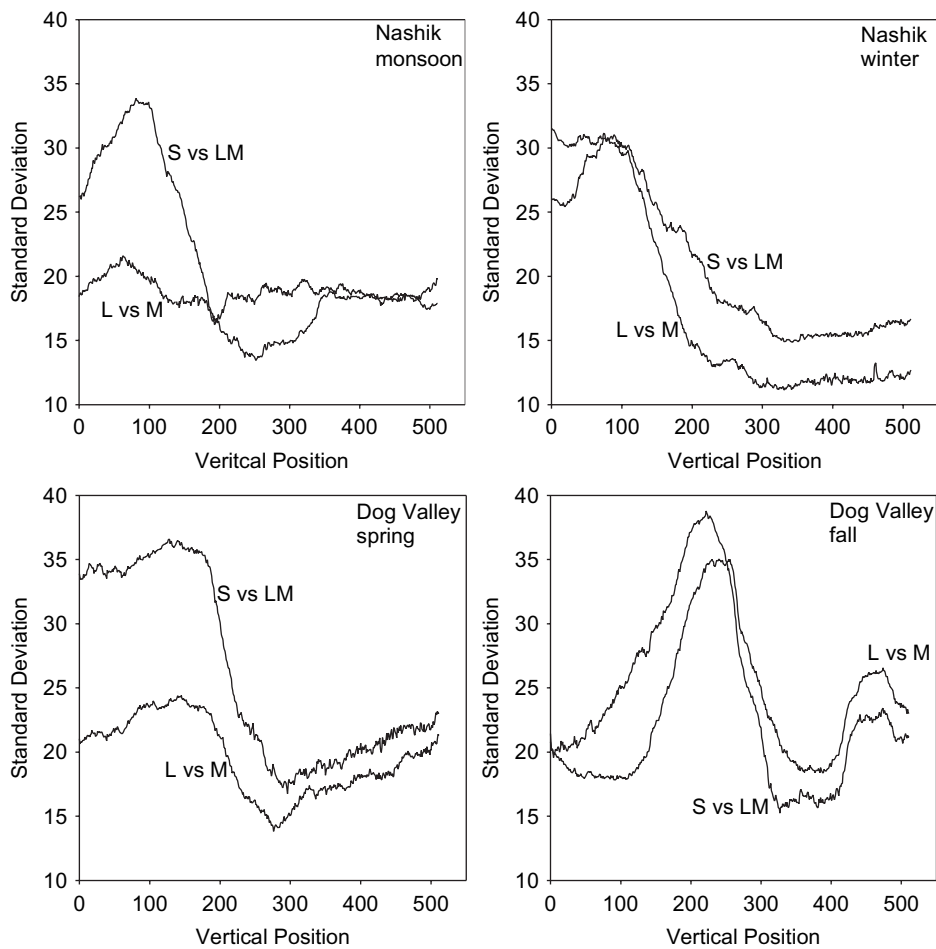 Nashik
monsoon
40
35
30
25
20
15
10
Standard Deviation
S vs LM
L vs M
0 100 200 300 400 500
Veritcal Position
Nashik
winter
40
35
30
25
20
15
10
Standard Deviation
S vs LM
L vs M
0 100 200 300 400 500
Vertical Position
Dog Valley
spring
40
35
30
25
20
15
10
Standard Deviation
S vs LM
L vs M
0 100 200 300 400 500
Vertical Position
Dog Valley
fall
40
35
30
25
20
15
10
Standard Deviation
L vs M
S vs LM
0 100 200 300 400 500
Vertical Position